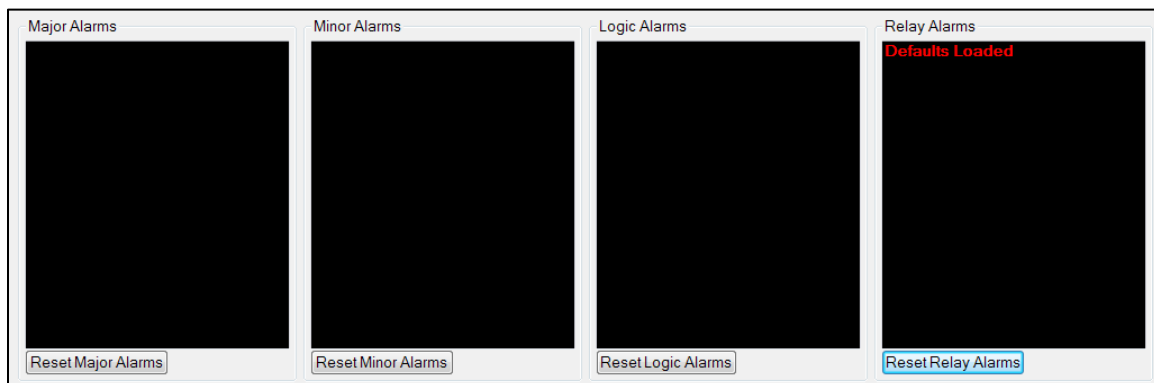 Major Alarms
Minor Alarms
Logic Alarms
Relay Alarms
Defaults Loaded
Reset Major Alarms
Reset Minor Alarms
Reset Logic Alarms
Reset Relay Alarms